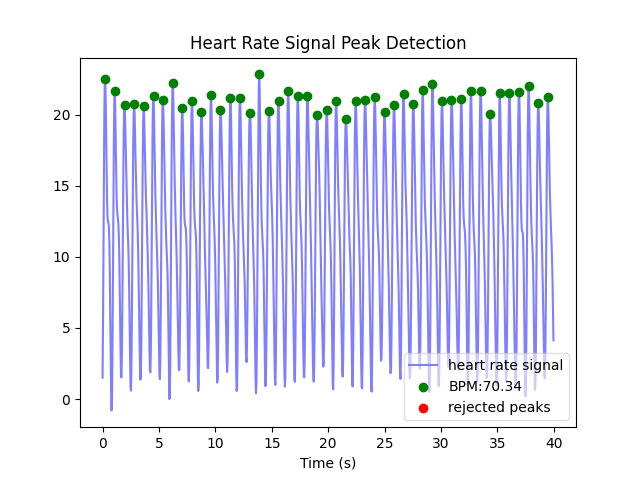 Heart Rate Signal Peak Detection
20
15
10
5
0
heart rate signal
BPM:70.34
rejected peaks
0 5 10 15 20 25 30 35 40
Time (s)